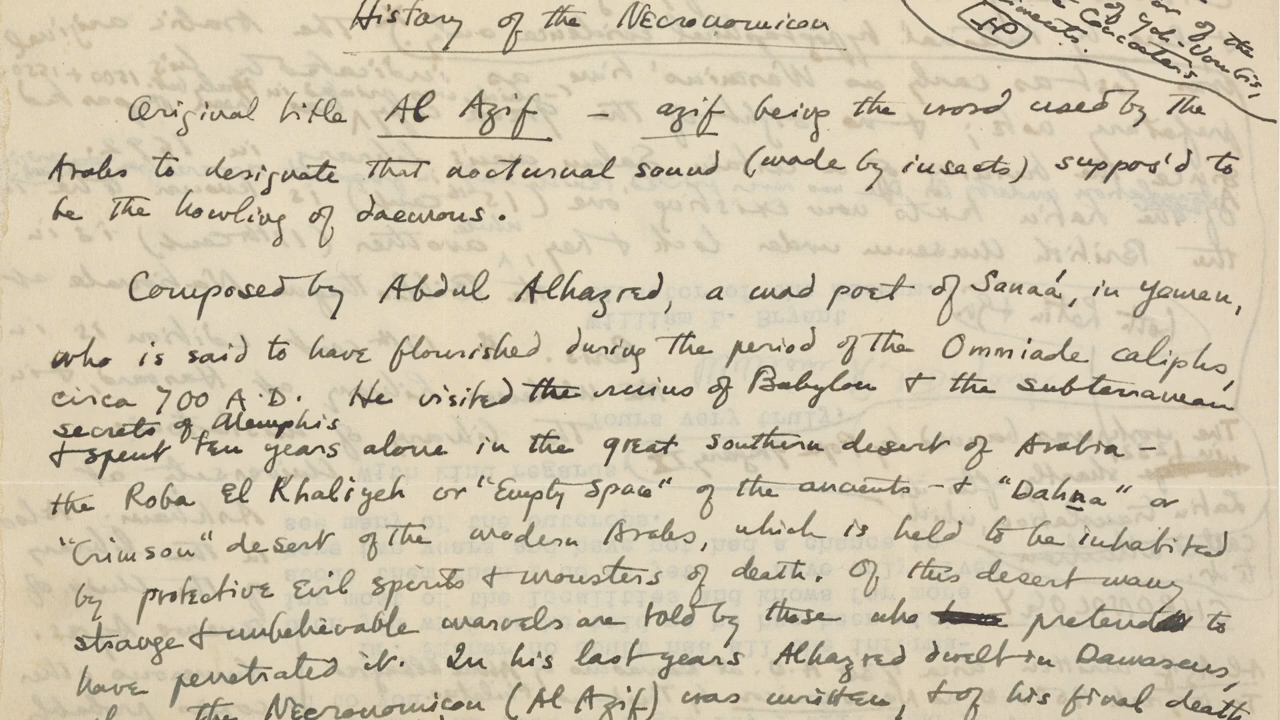 History of the Necronomicon
or of the
of yed-Vombis,
Concoct
HP
Original title Al Azif — azif being the word used by the
Arabs to designate that nocturnal sound (made by insects) suppos'd to
be the howling of daemons.
Composed by Abdul Alhazred, a mad poet of Sanaá, in Yemen,
who is said to have flourished during the period of the Ommiade caliphs,
circa 700 A.D. He visited the ruins of Babylon & the subterranean
secrets of Memphis
& spent ten years alone in the great southern desert of Arabia —
the Roba El Khaliyeh or "Empty Space" of the ancients — & "Dahna" or
"Crimson" desert of the modern Arabs, which is held to be inhabited
by protective evil spirits & monsters of death. Of this desert many
strange & unbelievable marvels are told by those who pretend to
have penetrated it. In his last years Alhazred dwelt in Damascus,
the Necronomicon (Al Azif) was written, & of his final death